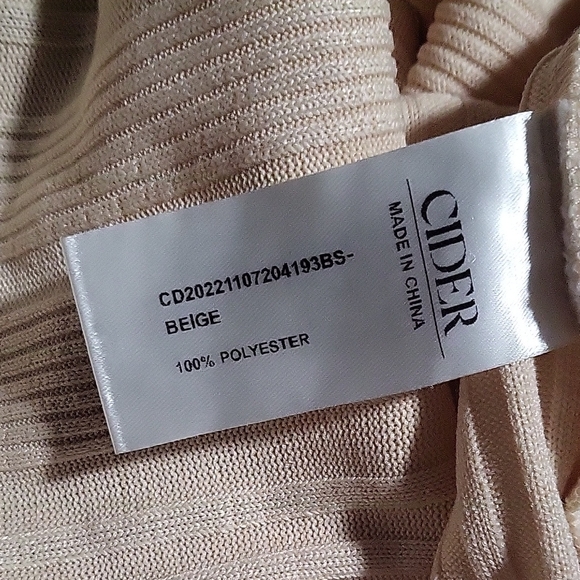 CIDER
MADE IN CHINA
CD20221107204193BS-
BEIGE
100% POLYESTER